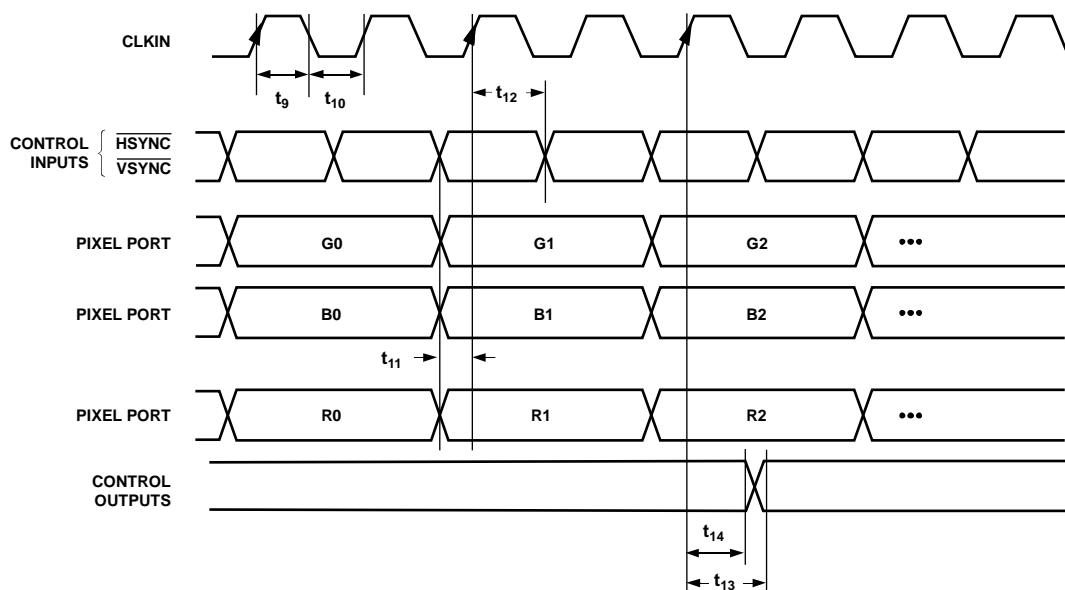 CLKIN
t9 t10 t12
CONTROL INPUTS
HSYNC
VSYNC
PIXEL PORT G0 G1 G2 •••
PIXEL PORT B0 B1 B2 •••
t11
PIXEL PORT R0 R1 R2 •••
CONTROL OUTPUTS
t14
t13